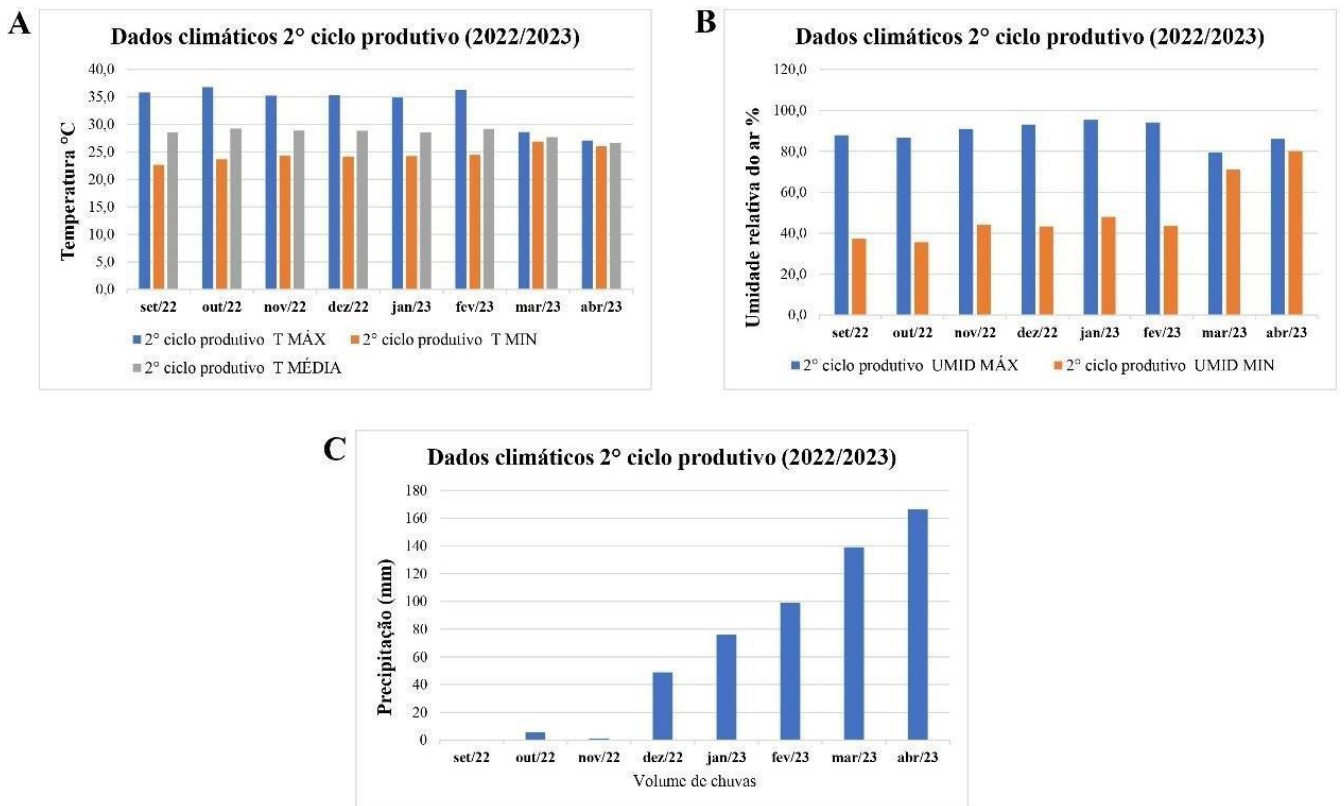 A
Dados climáticos 2° ciclo produtivo (2022/2023)
Temperatura °C
40,0
35,0
30,0
25,0
20,0
15,0
10,0
5,0
0,0
set/22 out/22 nov/22 dez/22 jan/23 fev/23 mar/23 abr/23
2° ciclo produtivo T MÁX 2° ciclo produtivo T MIN
2° ciclo produtivo T MÉDIA
B
Dados climáticos 2° ciclo produtivo (2022/2023)
Umidade relativa do ar %
120,0
100,0
80,0
60,0
40,0
20,0
0,0
set/22 out/22 nov/22 dez/22 jan/23 fev/23 mar/23 abr/23
2° ciclo produtivo UMID MÁX 2° ciclo produtivo UMID MIN
C
Dados climáticos 2° ciclo produtivo (2022/2023)
Precipitação (mm)
180
160
140
120
100
80
60
40
20
0
set/22 out/22 nov/22 dez/22 jan/23 fev/23 mar/23 abr/23
Volume de chuvas